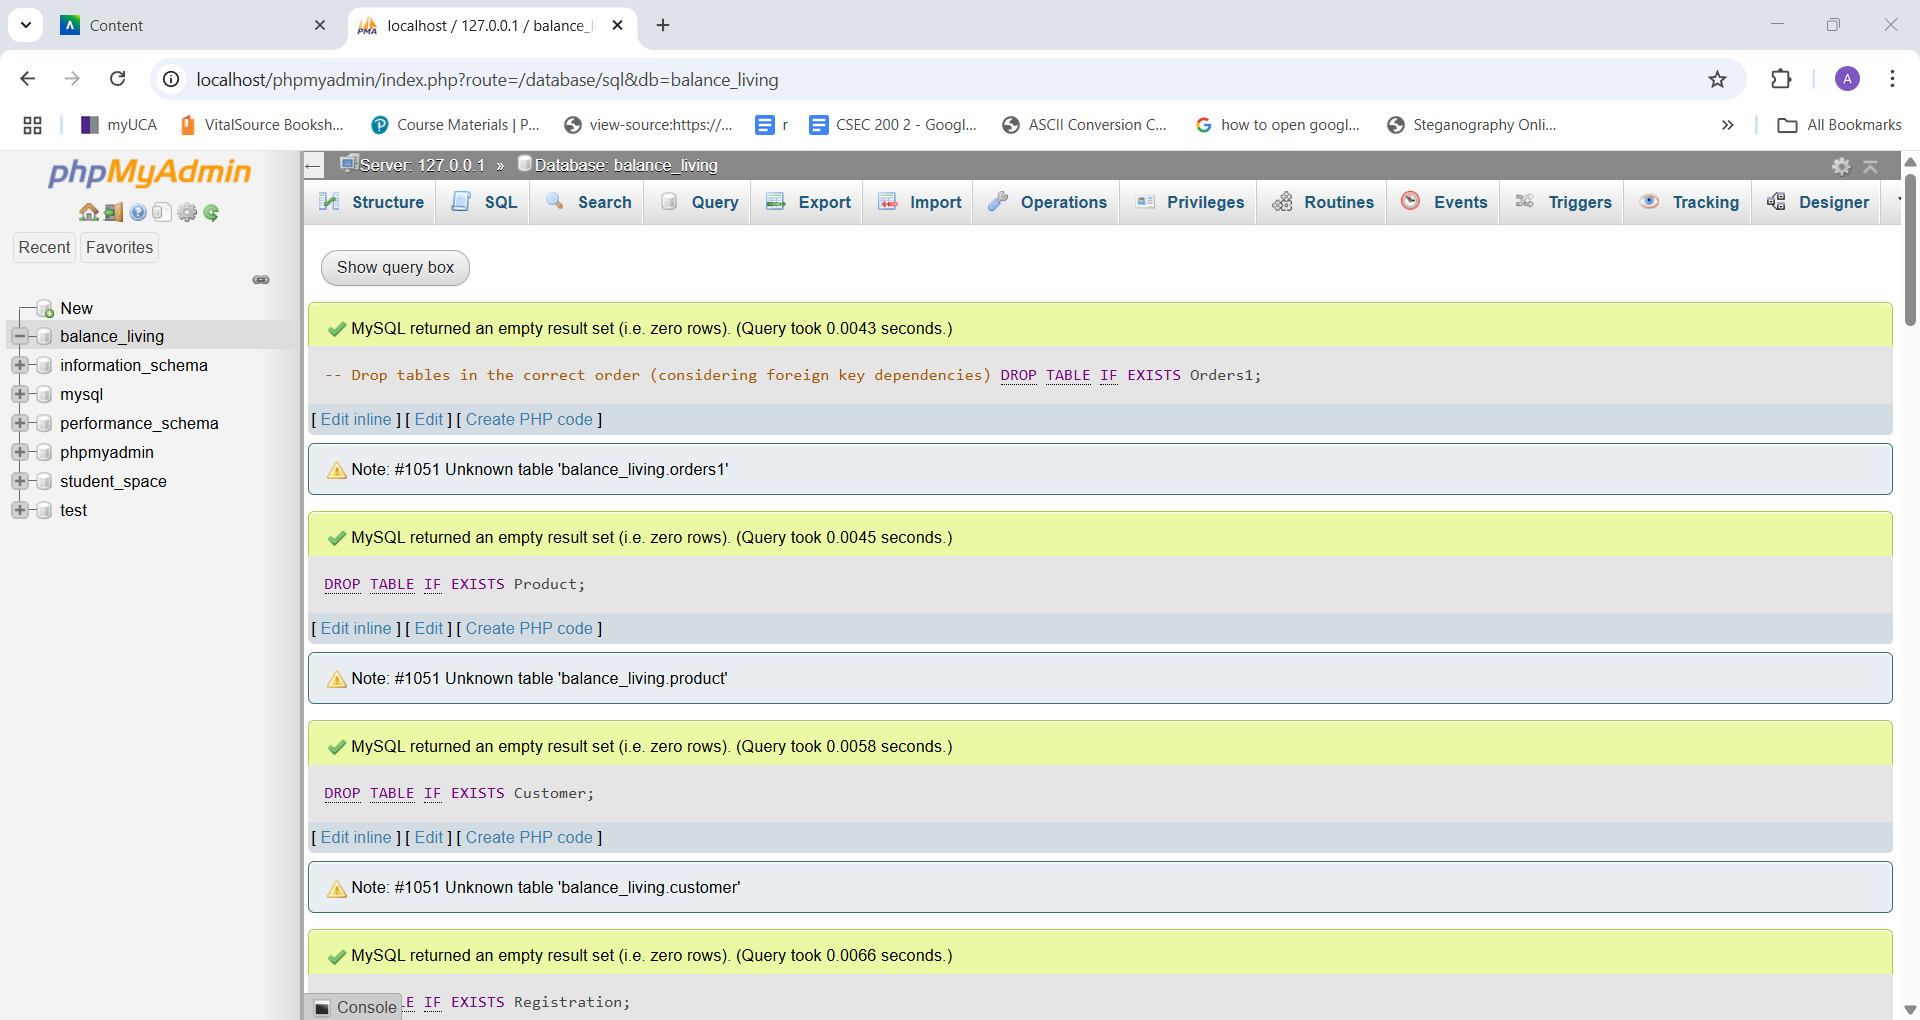 Content
localhost / 127.0.0.1 / balance_l
localhost/phpmyadmin/index.php?route=/database/sql&db=balance_living
A
myUCA
VitalSource Booksh...
Course Materials | P...
view-source:https://...
r
CSEC 200 2 - Googl...
ASCII Conversion C...
how to open googl...
Steganography Onli...
»
All Bookmarks
phpMyAdmin
Recent
Favorites
New
balance_living
information_schema
mysql
performance_schema
phpmyadmin
student_space
test
Server: 127.0.0.1 » Database: balance_living
Structure
SQL
Search
Query
Export
Import
Operations
Privileges
Routines
Events
Triggers
Tracking
Designer
Show query box
MySQL returned an empty result set (i.e. zero rows). (Query took 0.0043 seconds.)
-- Drop tables in the correct order (considering foreign key dependencies) DROP TABLE IF EXISTS Orders1;
[ Edit inline ] [ Edit ] [ Create PHP code ]
Note: #1051 Unknown table 'balance_living.orders1'
MySQL returned an empty result set (i.e. zero rows). (Query took 0.0045 seconds.)
DROP TABLE IF EXISTS Product;
[ Edit inline ] [ Edit ] [ Create PHP code ]
Note: #1051 Unknown table 'balance_living.product'
MySQL returned an empty result set (i.e. zero rows). (Query took 0.0058 seconds.)
DROP TABLE IF EXISTS Customer;
[ Edit inline ] [ Edit ] [ Create PHP code ]
Note: #1051 Unknown table 'balance_living.customer'
MySQL returned an empty result set (i.e. zero rows). (Query took 0.0066 seconds.)
LE IF EXISTS Registration;
Console